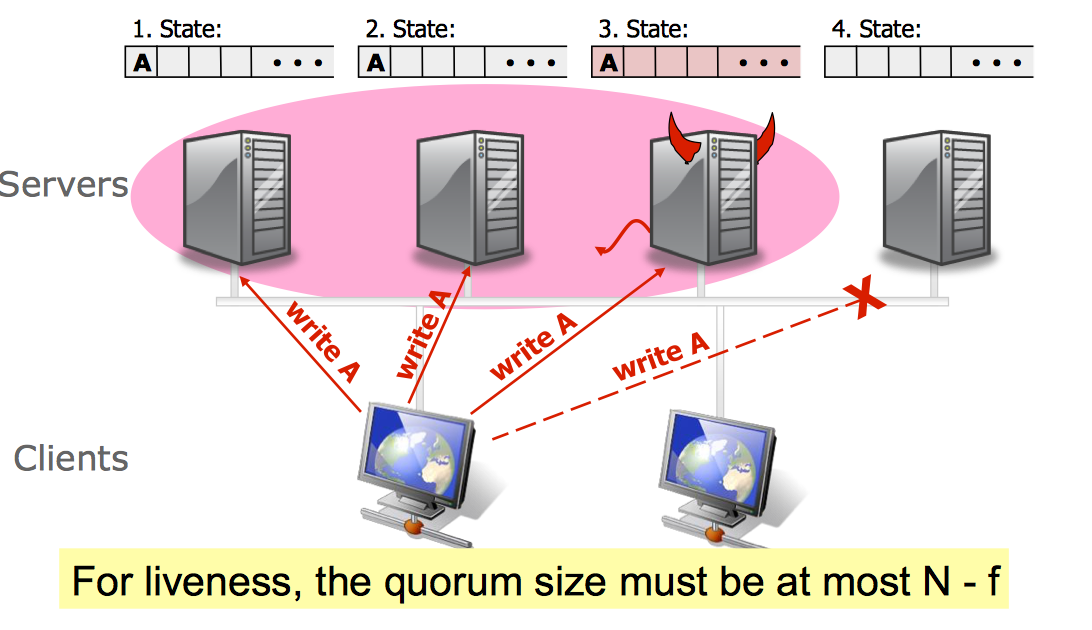 1. State: 2. State: 3. State: 4. State:
A • • • A • • • A • • • • • •
Servers
write A write A write A write A
Clients
X
For liveness, the quorum size must be at most N - f